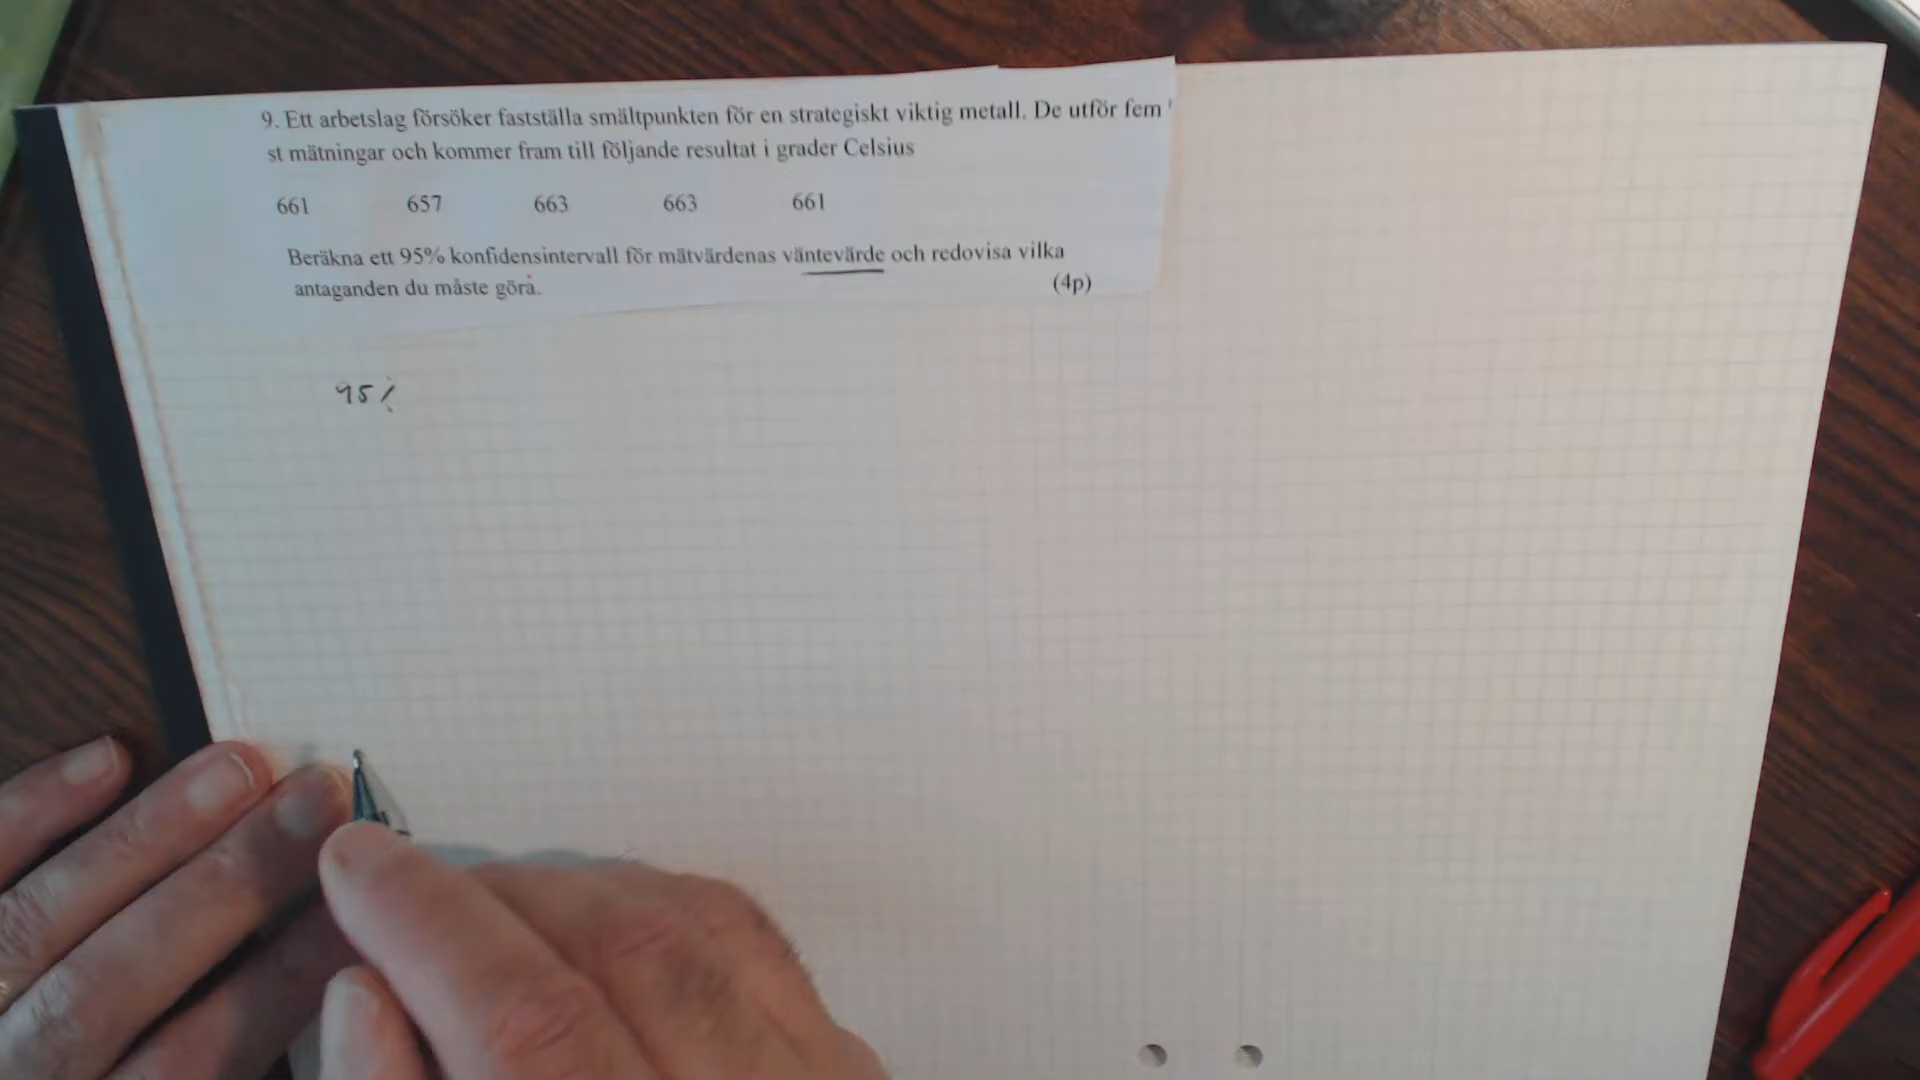 9. Ett arbetslag försöker fastställa smältpunkten för en strategiskt viktig metall. De utför fem
st mätningar och kommer fram till följande resultat i grader Celsius
661 657 663 663 661
Beräkna ett 95% konfidensintervall för mätvärdenas väntevärde och redovisa vilka
antaganden du måste göra. (4p)
95%